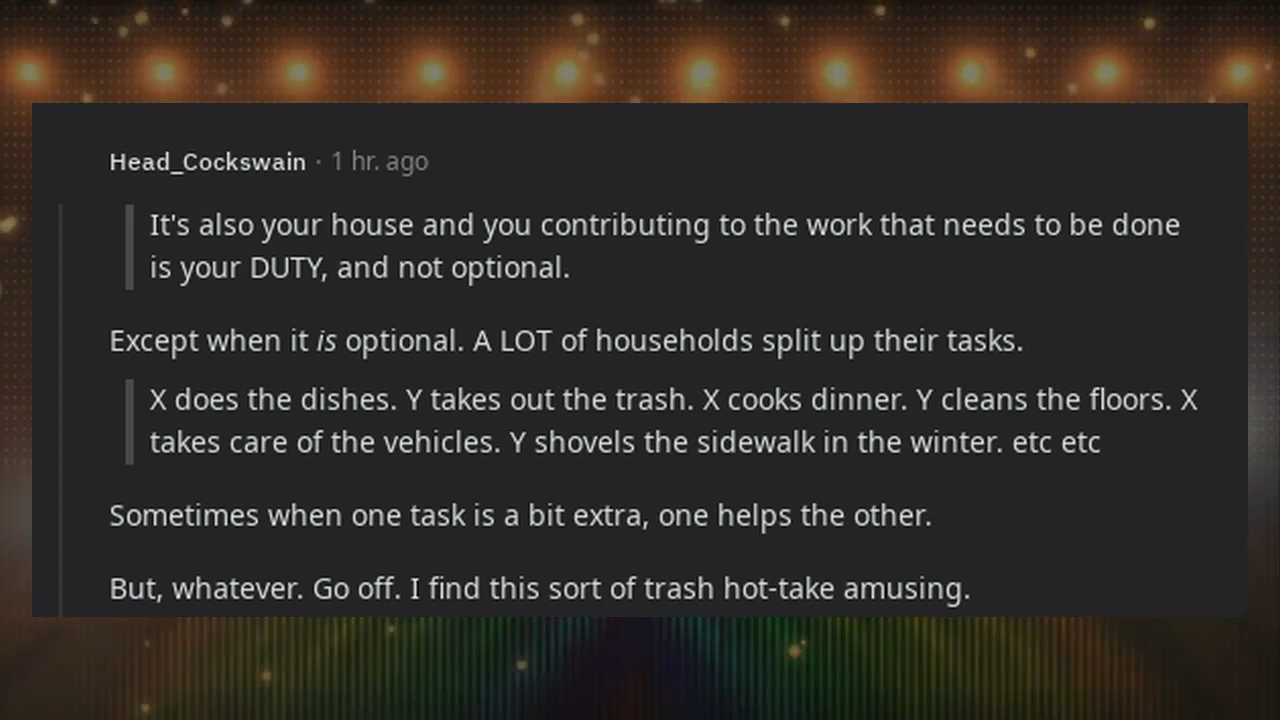 Head_Cockswain · 1 hr. ago
It's also your house and you contributing to the work that needs to be done
is your DUTY, and not optional.
Except when it is optional. A LOT of households split up their tasks.
X does the dishes. Y takes out the trash. X cooks dinner. Y cleans the floors. X
takes care of the vehicles. Y shovels the sidewalk in the winter. etc etc
Sometimes when one task is a bit extra, one helps the other.
But, whatever. Go off. I find this sort of trash hot-take amusing.